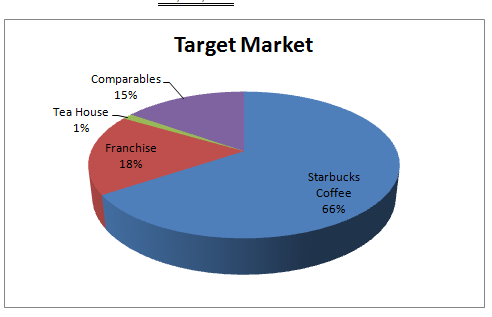 Target Market
Comparables
15%
Tea House
1%
Franchise
18%
Starbucks
Coffee
66%